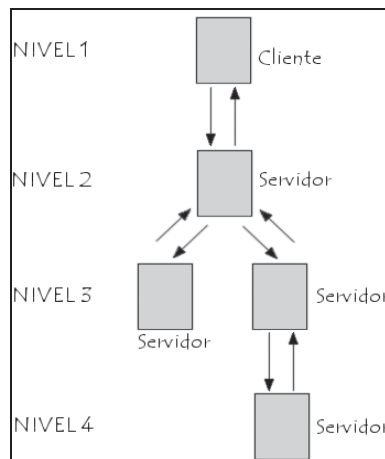 NIVEL 1
Cliente
NIVEL 2
Servidor
NIVEL 3
Servidor
Servidor
NIVEL 4
Servidor